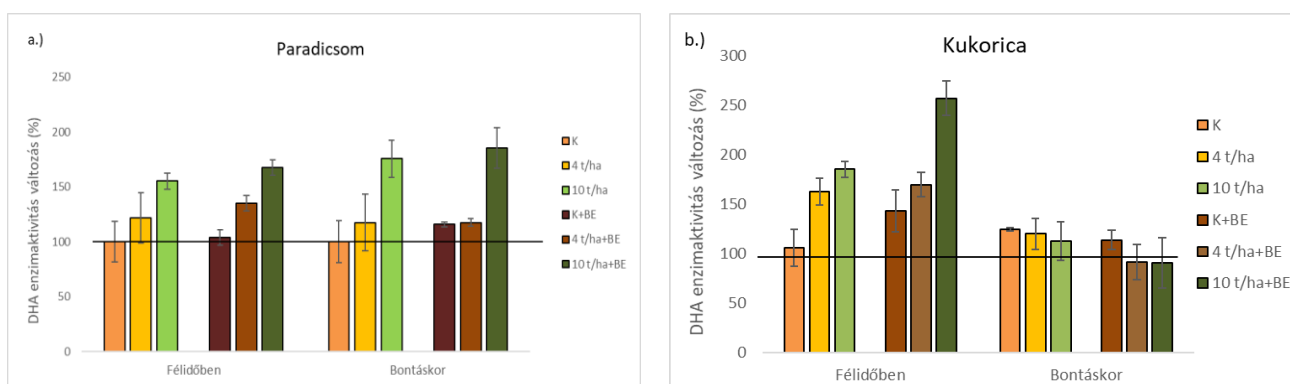 a.)
Paradicsom
DHA enzimaktivitás változás (%)
250
200
150
100
50
0
Félidőben
Bontáskor
K
4 t/ha
10 t/ha
K+BE
4 t/ha+BE
10 t/ha+BE
b.)
Kukorica
DHA enzimaktivitás változás (%)
300
250
200
150
100
50
0
Félidőben
Bontáskor
K
4 t/ha
10 t/ha
K+BE
4 t/ha+BE
10 t/ha+BE